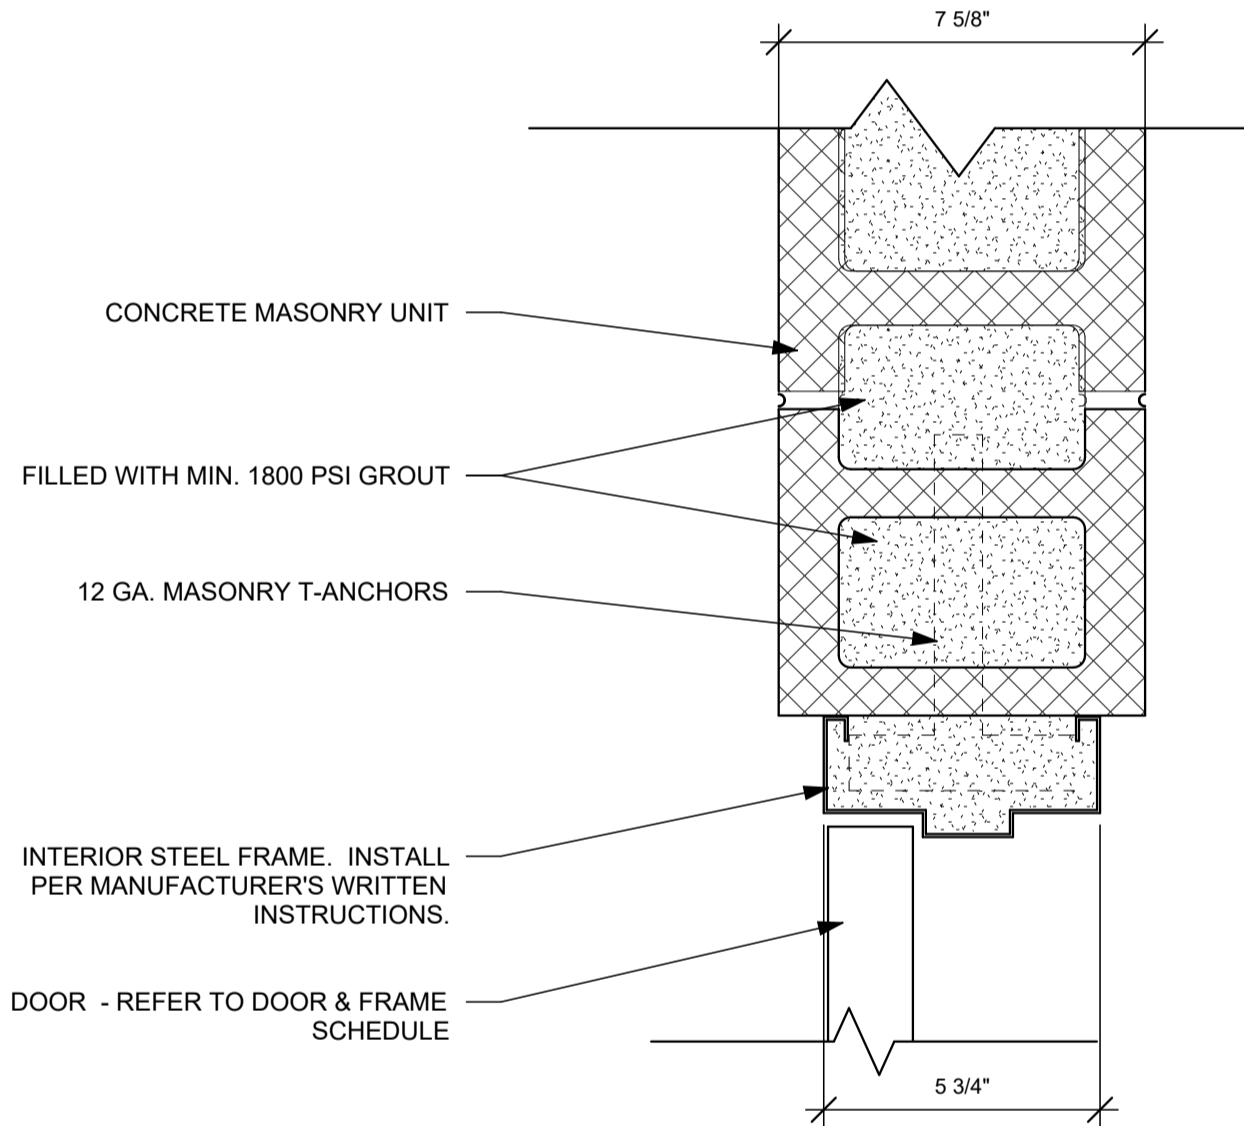 7 5/8"
CONCRETE MASONRY UNIT
FILLED WITH MIN. 1800 PSI GROUT
12 GA. MASONRY T-ANCHORS
INTERIOR STEEL FRAME.  INSTALL
PER MANUFACTURER'S WRITTEN
INSTRUCTIONS.
DOOR  - REFER TO DOOR & FRAME
SCHEDULE
5 3/4"